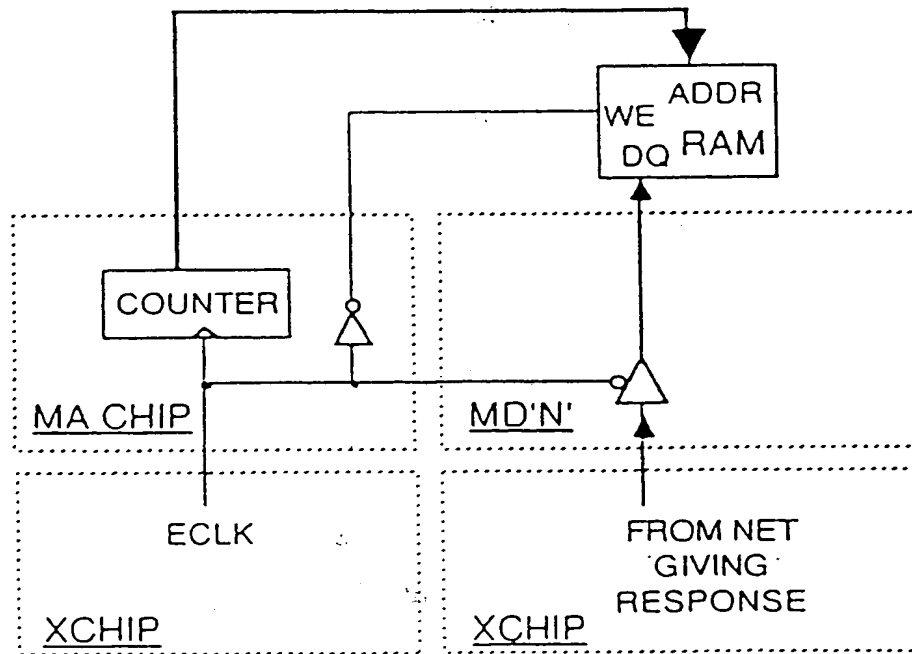 ADDR
WE
RAM
DQ
COUNTER
MA CHIP
MD'N'
ECLK
FROM NET
GIVING
RESPONSE
XCHIP
XCHIP